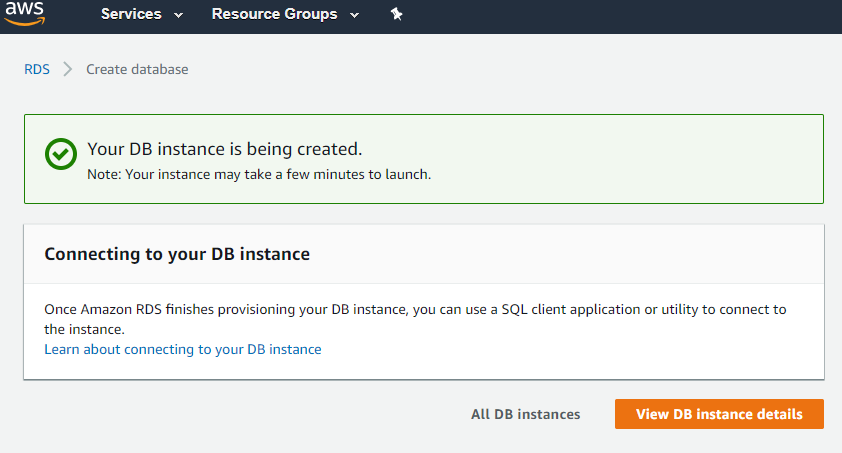 aws
Services
Resource Groups
RDS
Create database
Your DB instance is being created.
Note: Your instance may take a few minutes to launch.
Connecting to your DB instance
Once Amazon RDS finishes provisioning your DB instance, you can use a SQL client application or utility to connect to
the instance.
Learn about connecting to your DB instance
All DB instances
View DB instance details